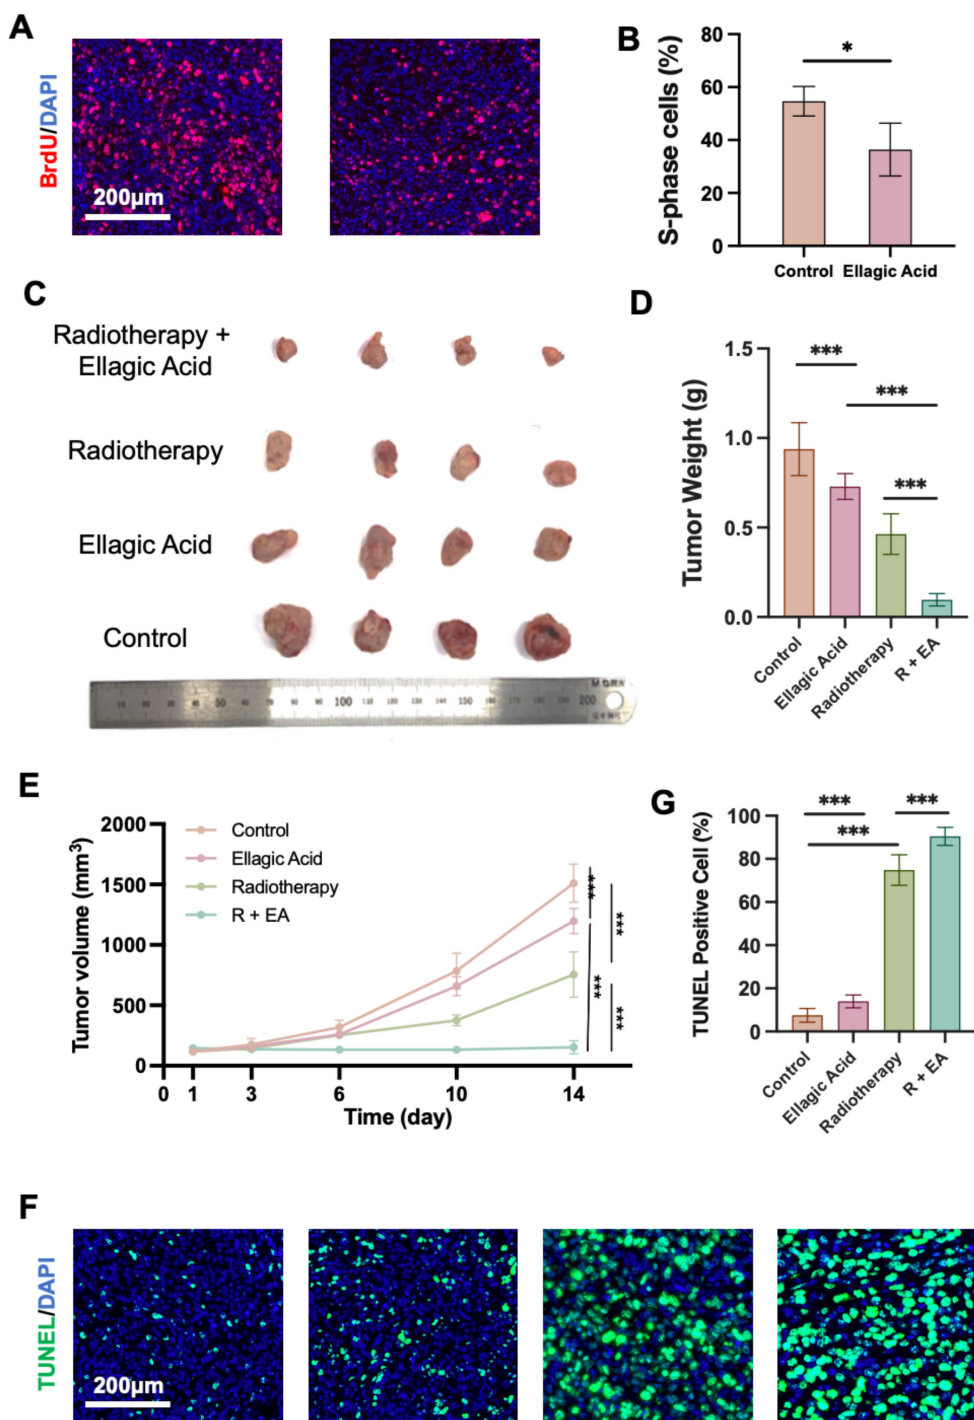 A
BrdU/DAPI
200µm
B
S-phase cells (%)
80
60
40
20
0
*
Control
Ellagic Acid
C
Radiotherapy +
Ellagic Acid
Radiotherapy
Ellagic Acid
Control
10
50
100
200
D
Tumor Weight (g)
1.5
1.0
0.5
0.0
***
***
***
Control
Ellagic Acid
Radiotherapy
R + EA
E
Tumor volume (mm³)
2000
1500
1000
500
0
Control
Ellagic Acid
Radiotherapy
R + EA
***
***
***
***
0 1 3 6 10 14
Time (day)
G
TUNEL Positive Cell (%)
100
80
60
40
20
0
***
***
***
Control
Ellagic Acid
Radiotherapy
R + EA
F
TUNEL/DAPI
200µm